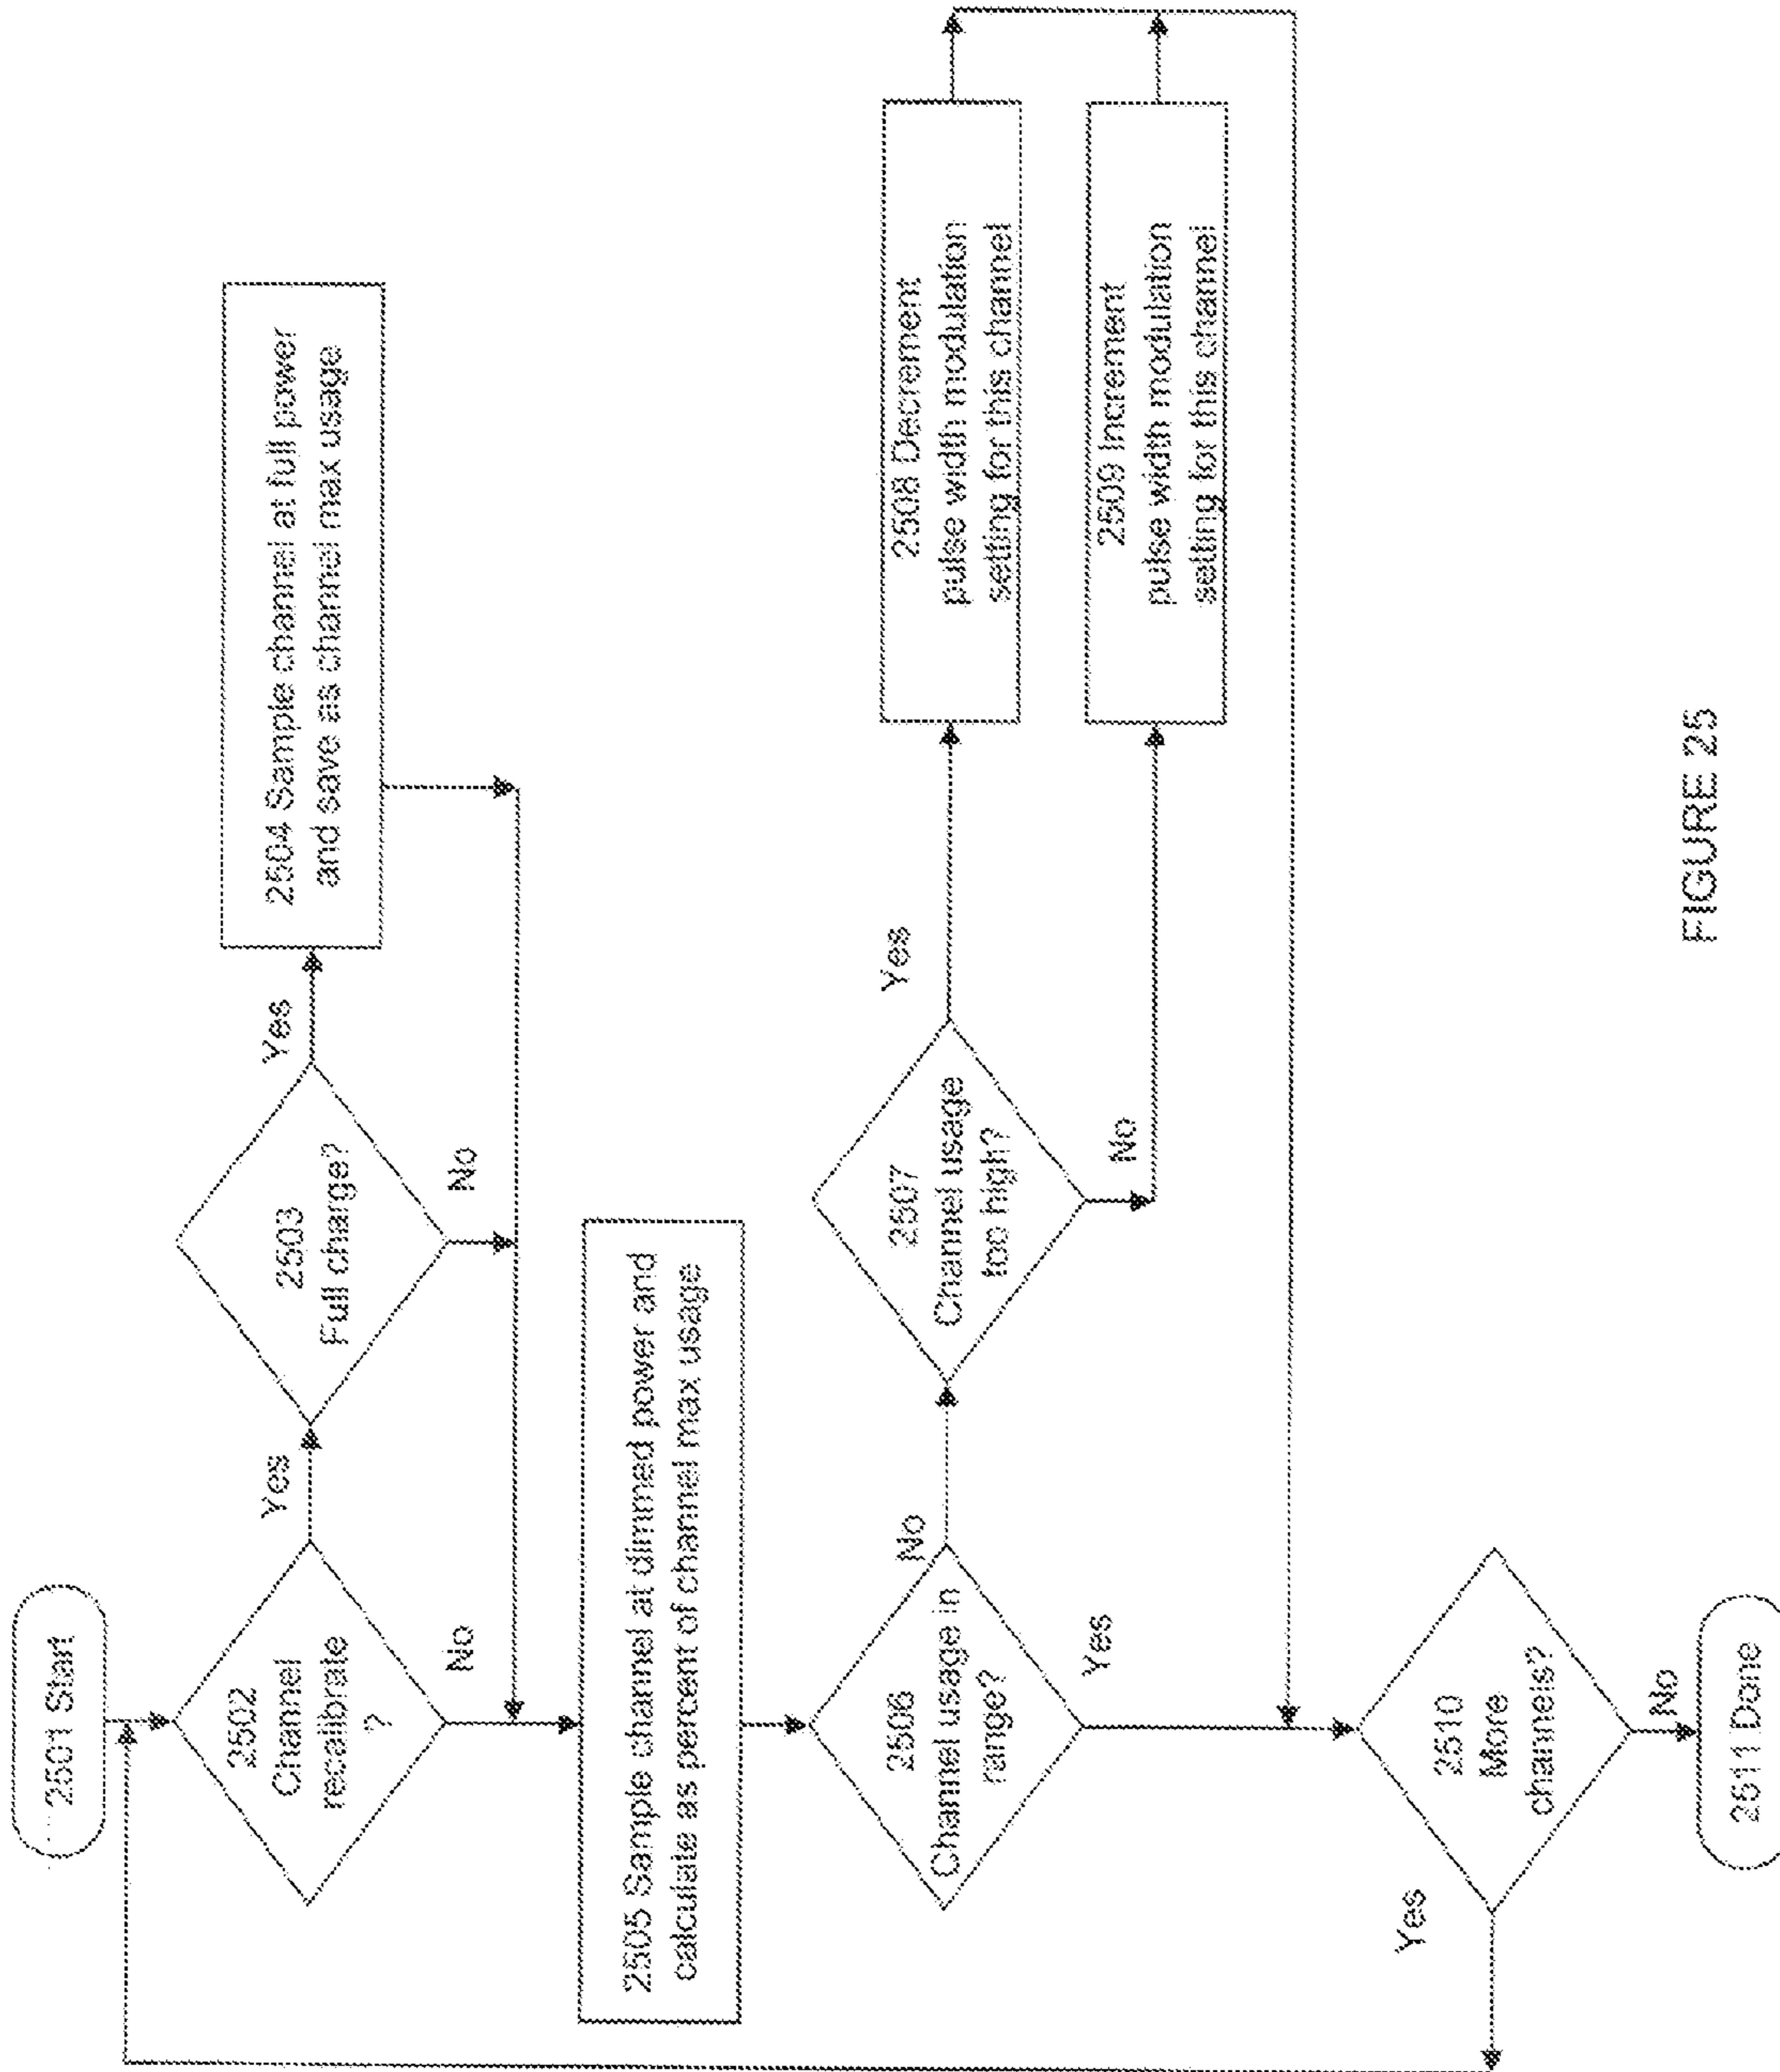 2501 Start
2502
Channel
recalibrate
?
Yes
No
2503
Full charge?
Yes
No
2504 Sample channel at full power
and save as channel max usage
2505 Sample channel at dimmed power and
calculate as percent of channel max usage
2506
Channel usage in
range?
No
Yes
2507
Channel usage
too high?
Yes
No
2508 Decrement
pulse width modulation
setting for this channel
2509 Increment
pulse width modulation
setting for this channel
2510
More
channels?
Yes
No
2511 Done
FIGURE 25